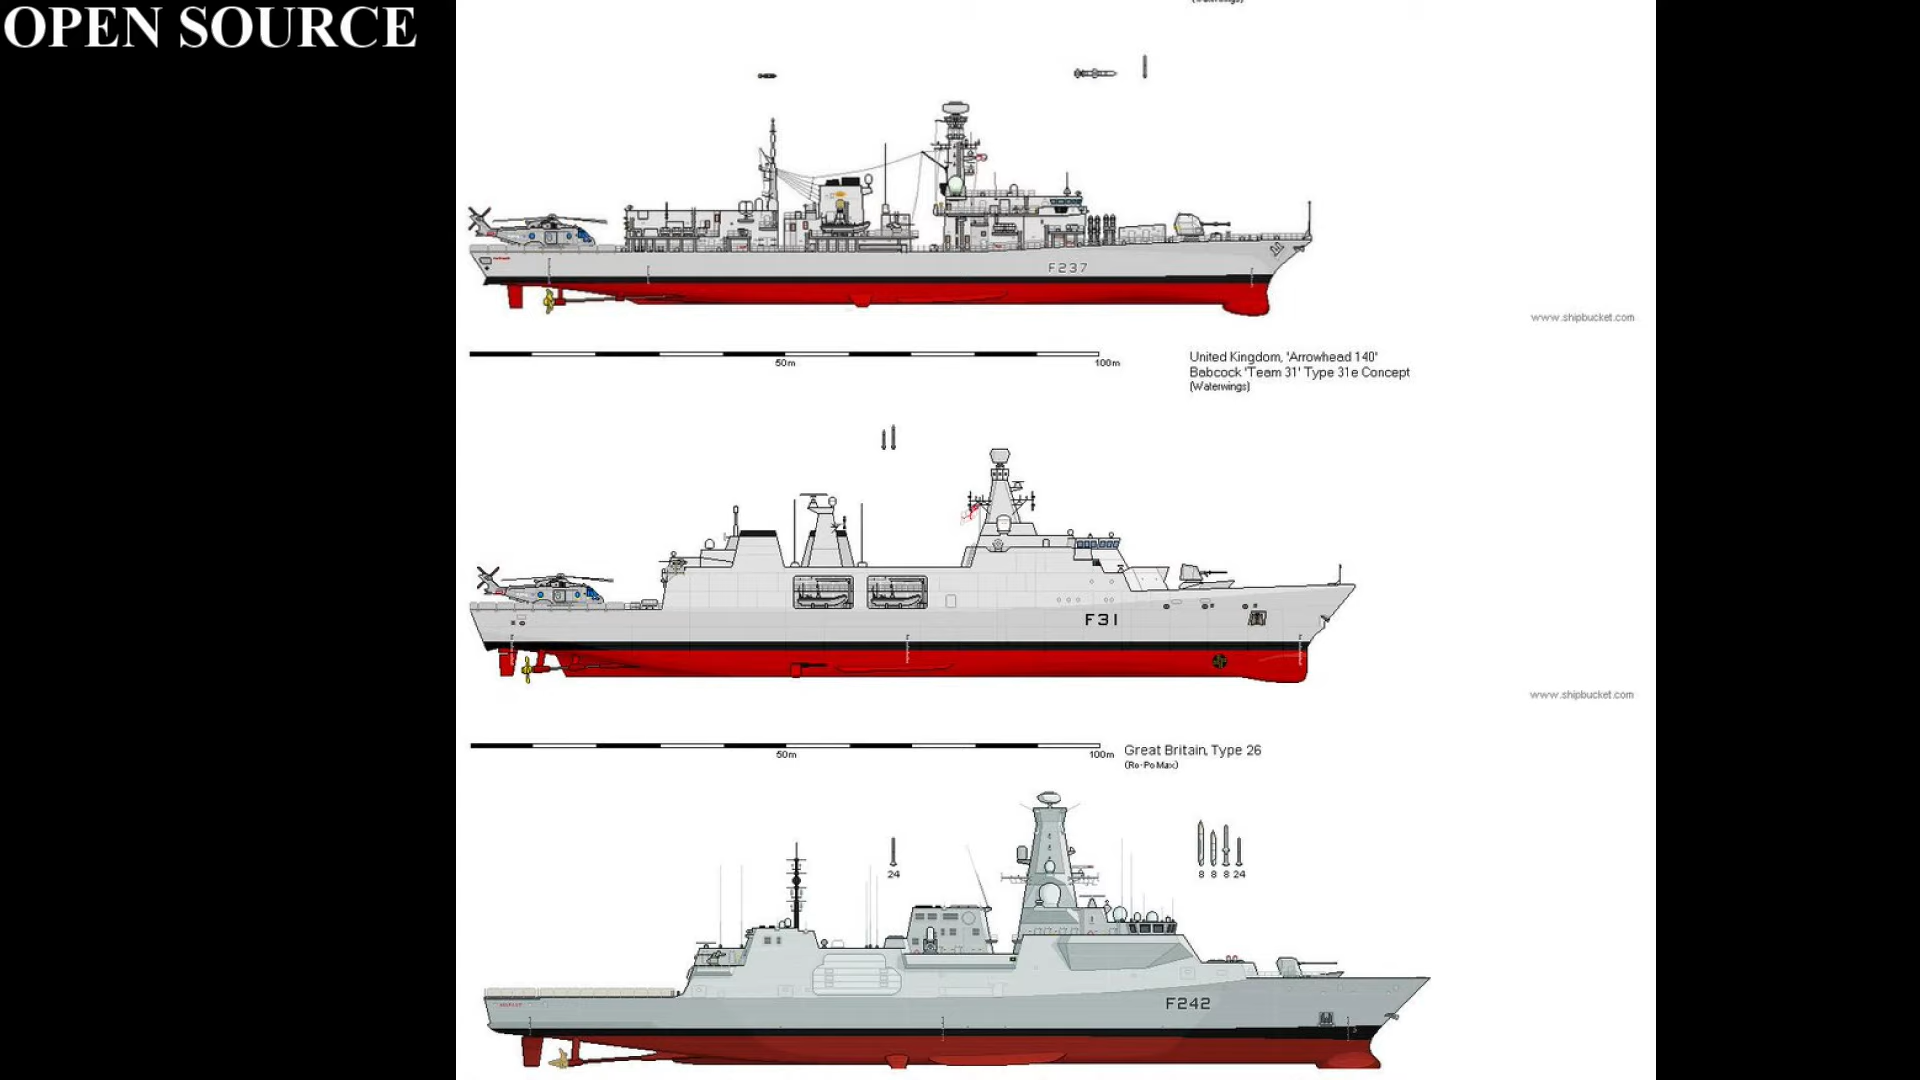 OPEN SOURCE
F237
www.shipbucket.com
50m
100m
United Kingdom, 'Arrowhead 140'
Babcock 'Team 31' Type 31e Concept
(Waterwings)
F31
www.shipbucket.com
50m
100m
Great Britain, Type 26
(Ro-Po Max)
24
8 8 8 24
F242